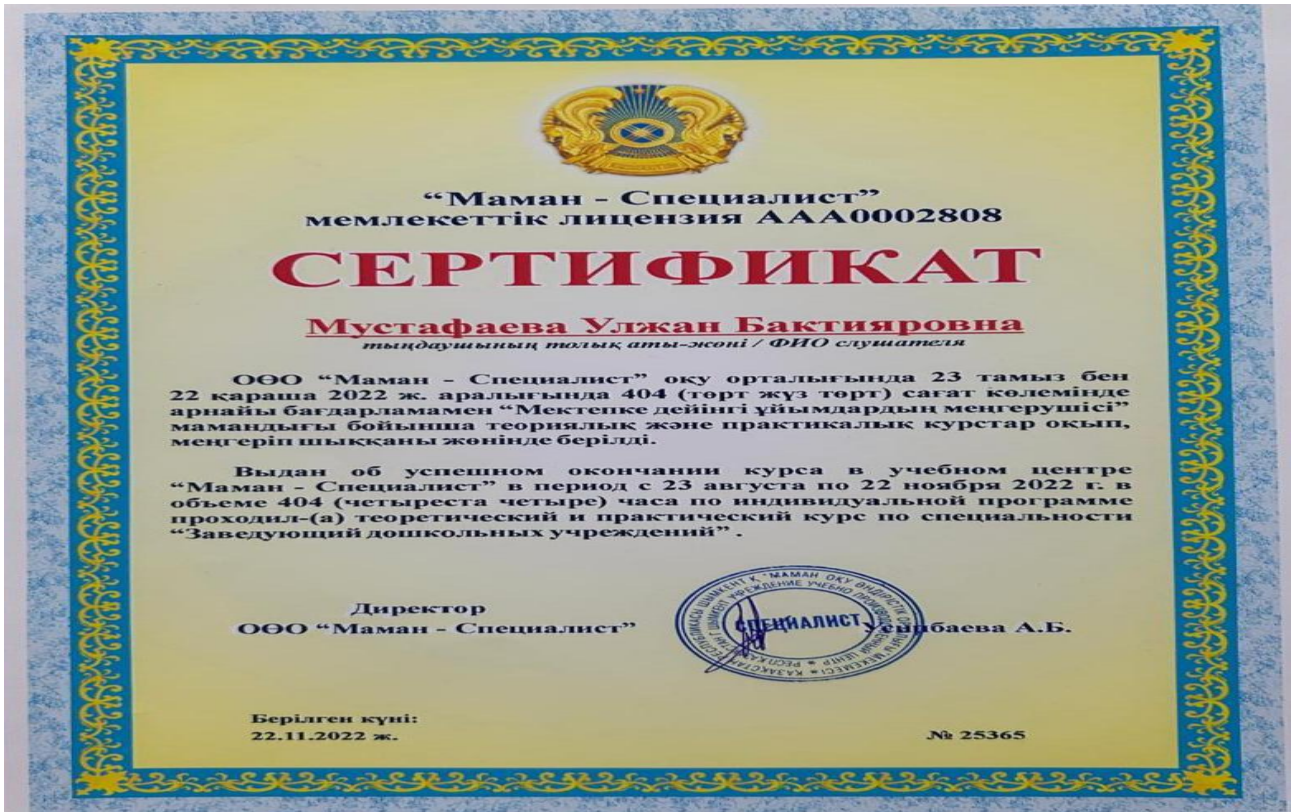 “Маман - Специалист”
мемлекеттік лицензия ААА0002808
СЕРТИФИКАТ
Мустафаева Улжан Бактияровна
тыңдаушының толық аты-жөні / ФИО слушателя
ОӨО “Маман - Специалист” оқу орталығында 23 тамыз бен
22 қараша 2022 ж. аралығында 404 (төрт жүз төрт) сағат көлемінде
арнайы бағдарламамен “Мектепке дейінгі ұйымдардың меңгерушісі”
мамандығы бойынша теориялық және практикалық курстар оқып,
меңгеріп шыққаны жөнінде берілді.
Выдан об успешном окончании курса в учебном центре
“Маман - Специалист” в период с 23 августа по 22 ноября 2022 г. в
объеме 404 (четыреста четыре) часа по индивидуальной программе
проходил-(а) теоретический и практический курс по специальности
“Заведующий дошкольных учреждений” .
Директор
ОӨО “Маман - Специалист”
СПЕЦИАЛИСТ
А.Б.
Берілген күні:
22.11.2022 ж.
№ 25365